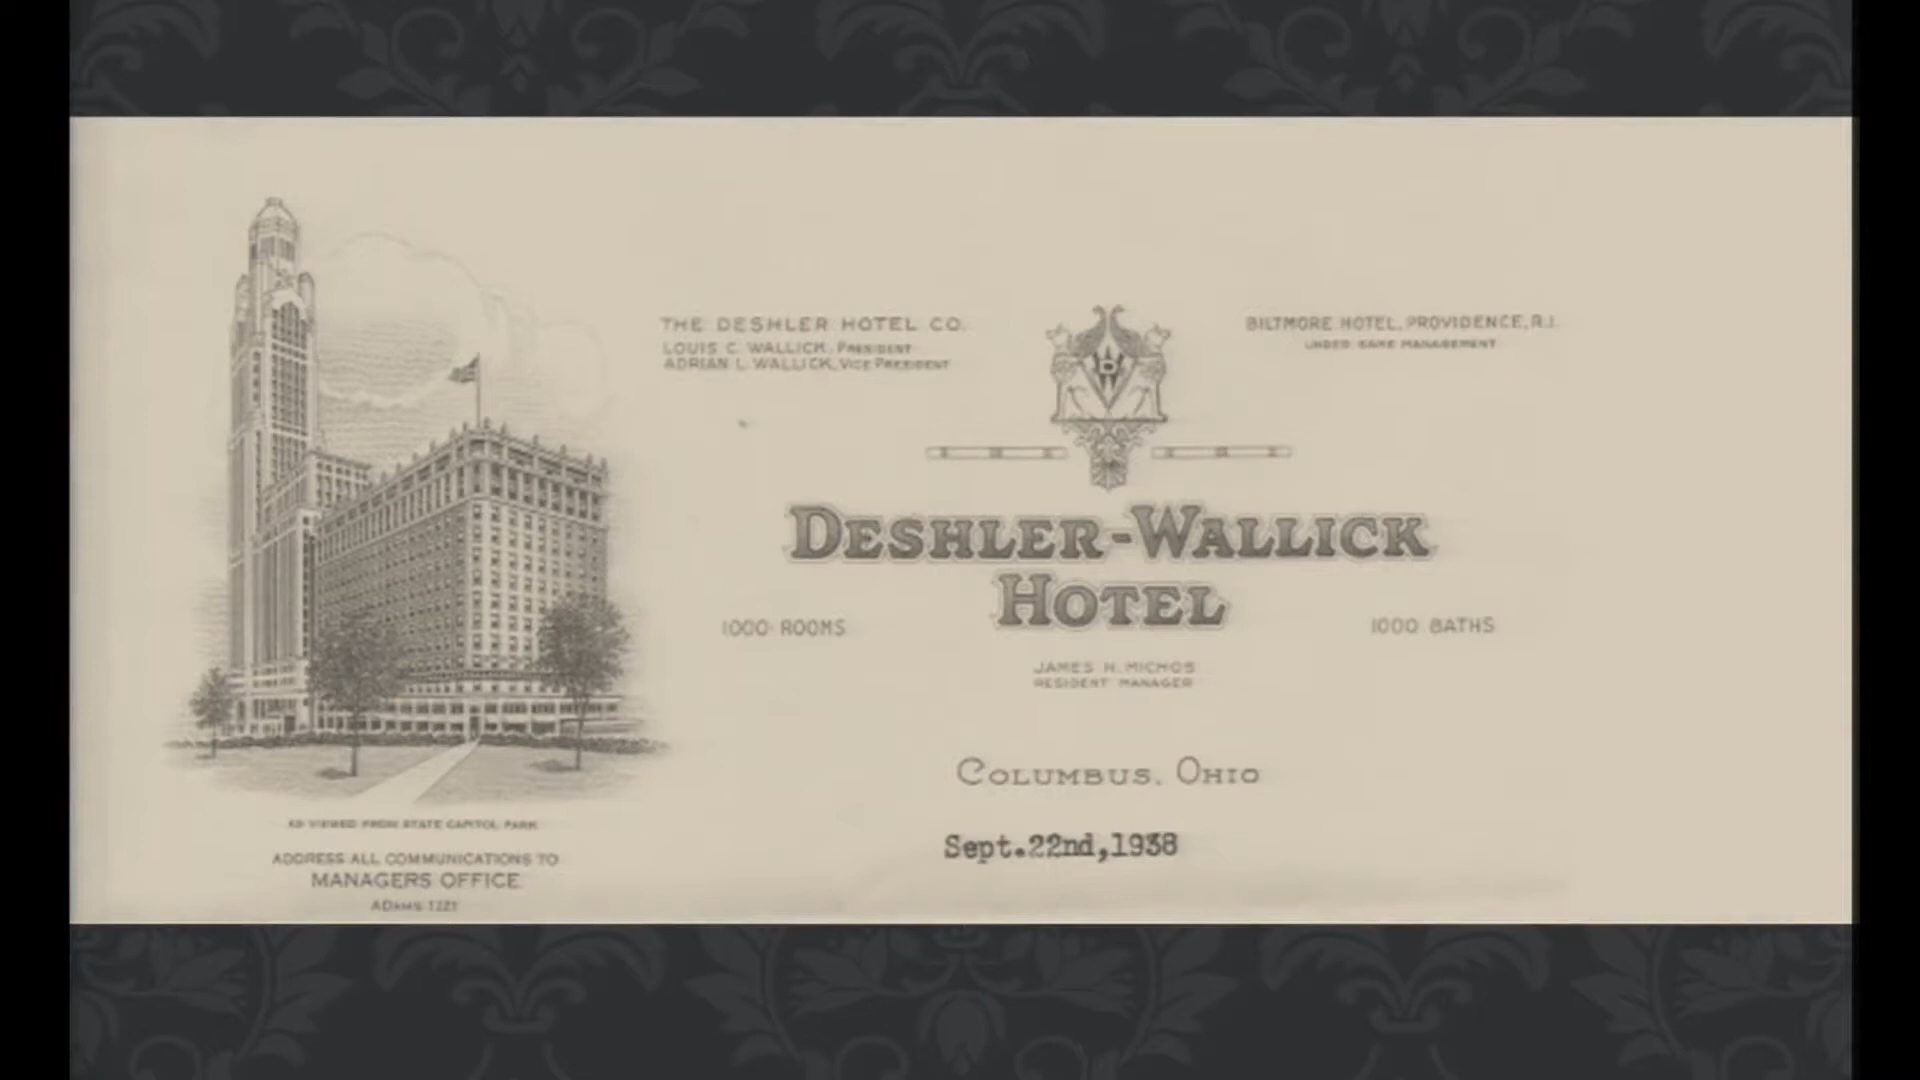 THE DESHLER HOTEL CO.
LOUIS C. WALLICK, PRESIDENT
ADRIAN L. WALLICK, VICE PRESIDENT
BILTMORE HOTEL, PROVIDENCE, R.I.
UNDER SAME MANAGEMENT
DESHLER-WALLICK
HOTEL
1000 ROOMS
1000 BATHS
JAMES H. MICHOS
RESIDENT MANAGER
COLUMBUS, OHIO
Sept.22nd,1938
AS VIEWED FROM STATE CAPITOL PARK
ADDRESS ALL COMMUNICATIONS TO
MANAGERS OFFICE
ADAMS